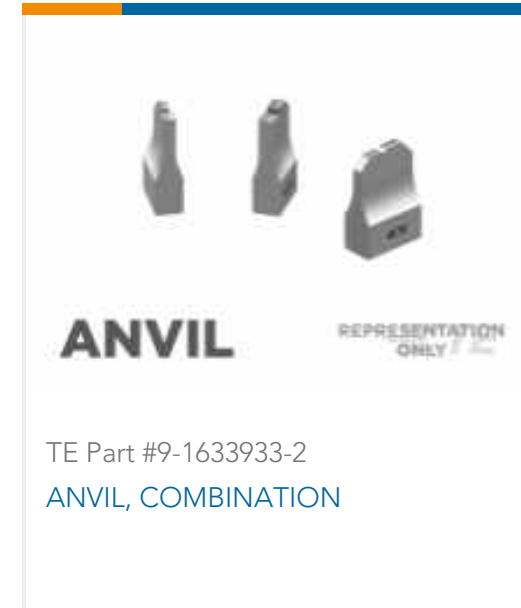 ANVIL
REPRESENTATION
ONLY
TE Part #9-1633933-2
ANVIL, COMBINATION